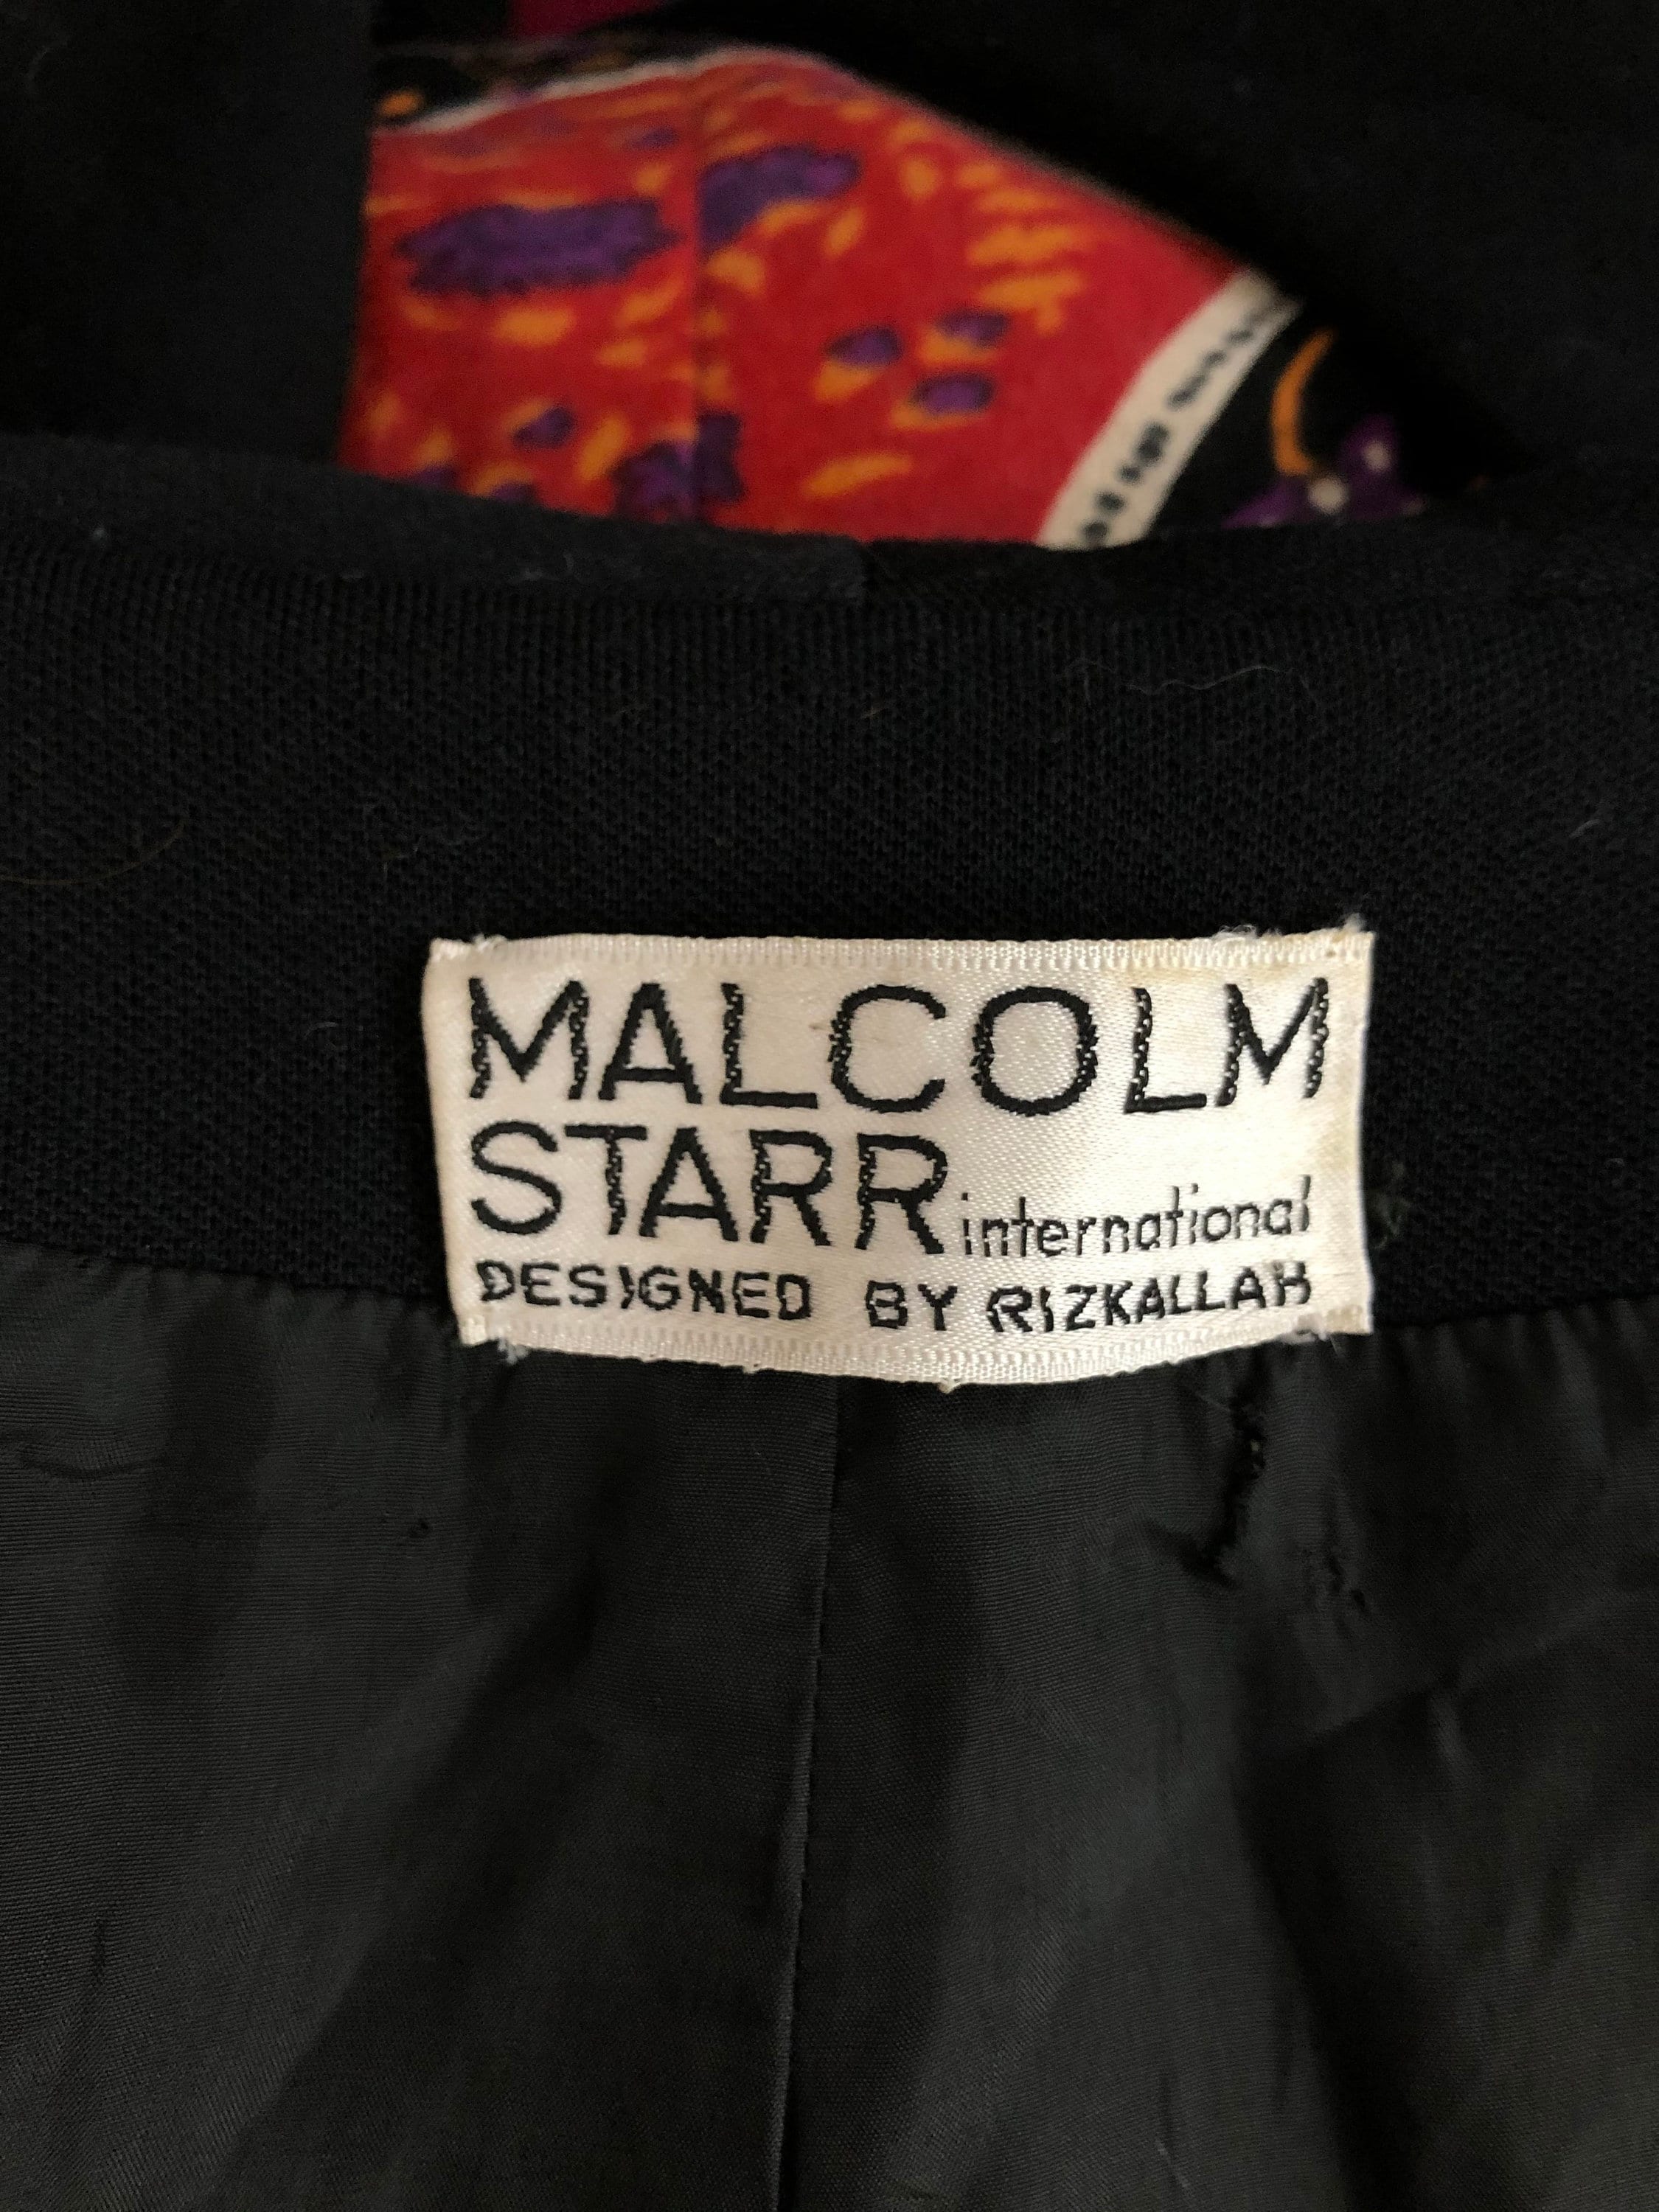 MALCOLM
STARR international
DESIGNED BY RIZKALLAH